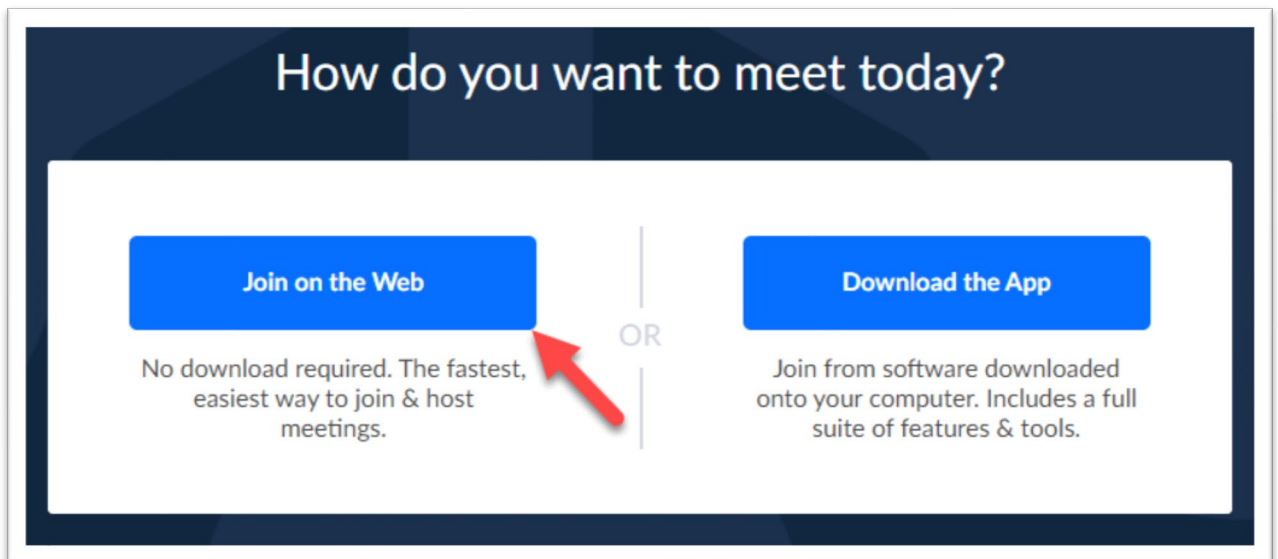 How do you want to meet today?
Join on the Web
No download required. The fastest,
easiest way to join & host
meetings.
OR
Download the App
Join from software downloaded
onto your computer. Includes a full
suite of features & tools.